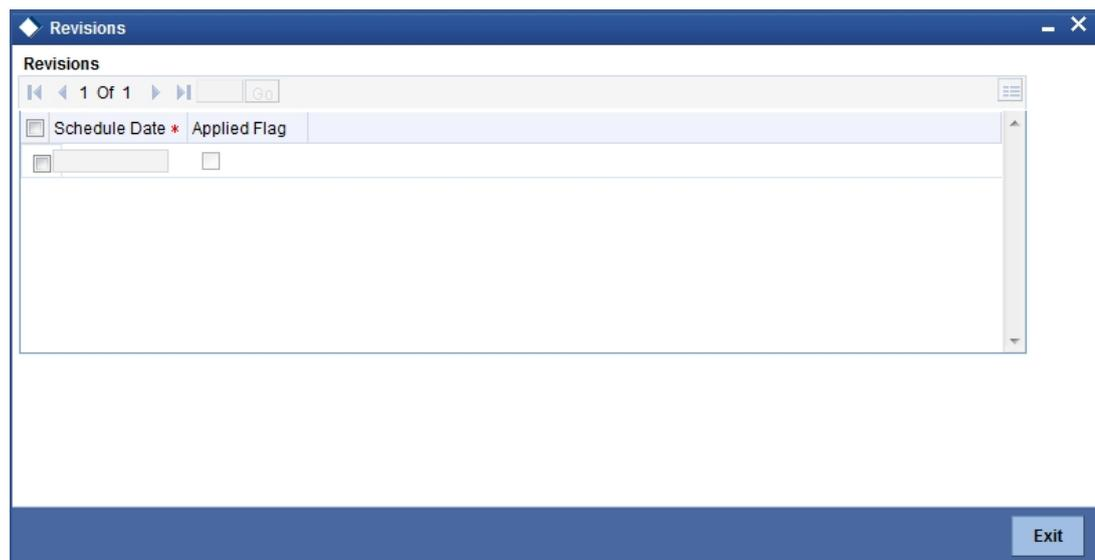 Revisions
Revisions
1 Of 1 Go
Schedule Date * Applied Flag
Exit